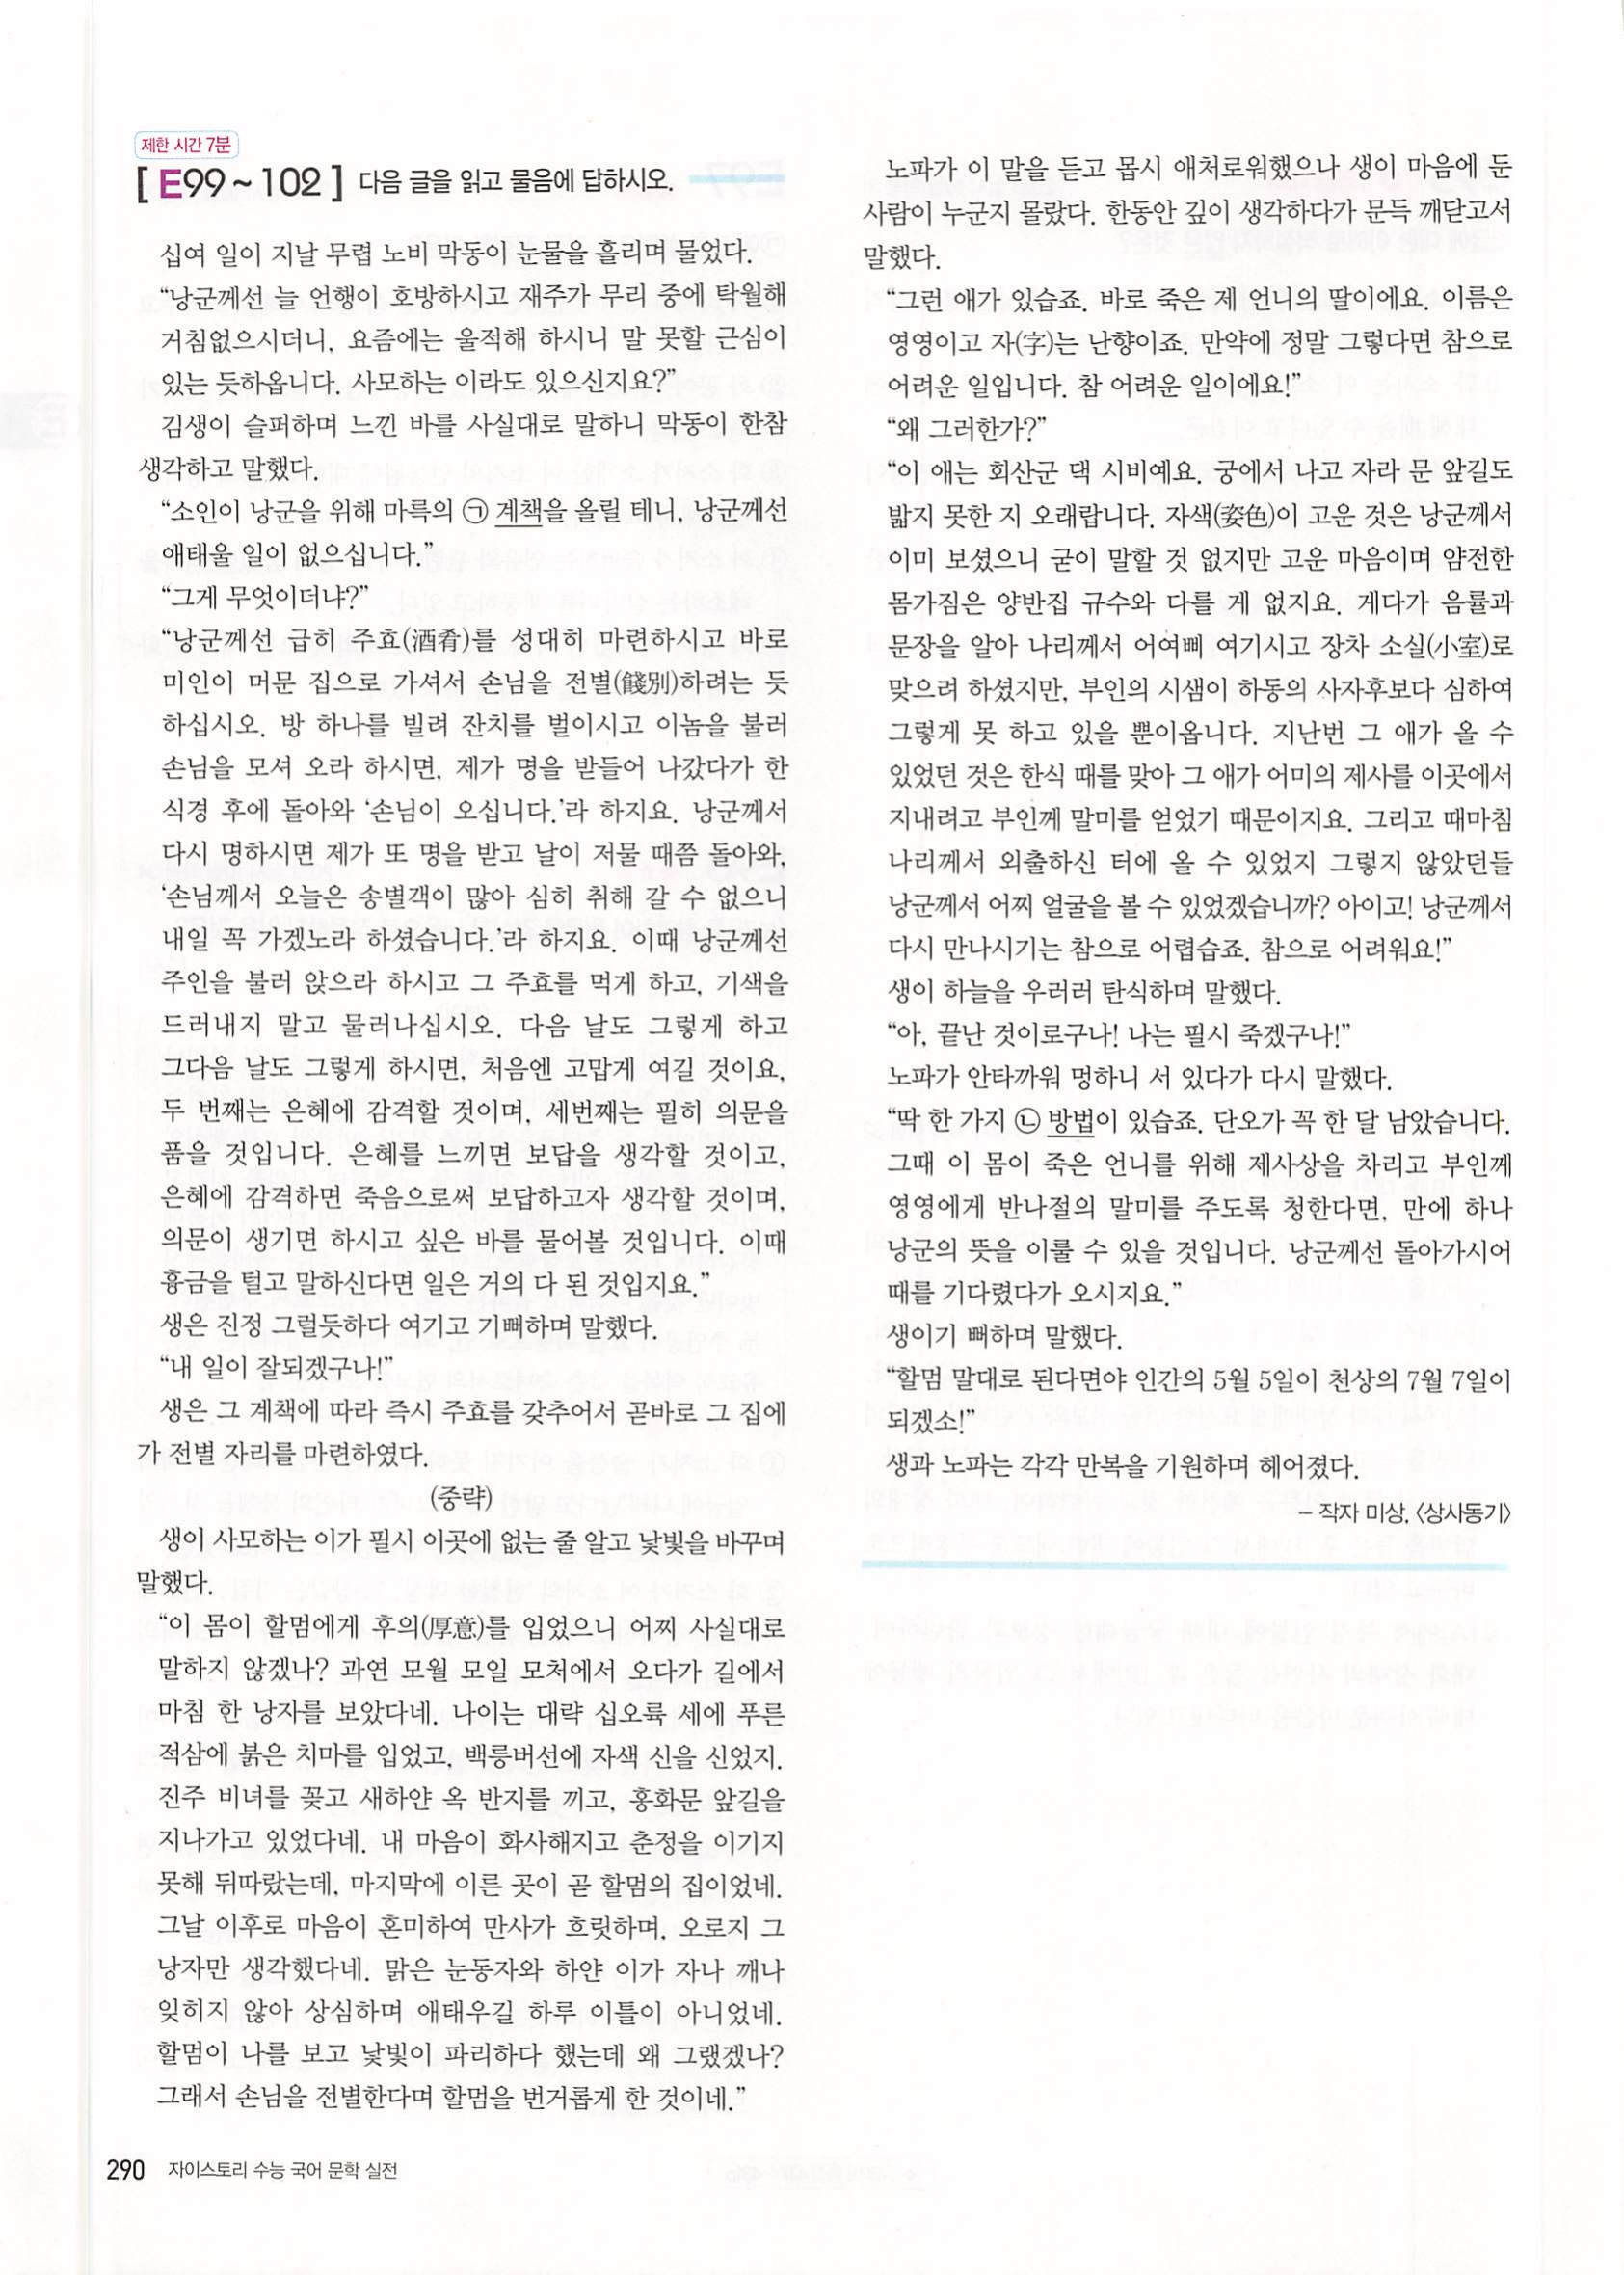 제한 시간 7분
[ E99 ~ 102 ] 다음 글을 읽고 물음에 답하시오.
십여 일이 지날 무렵 노비 막동이 눈물을 흘리며 물었다.
“낭군께선 늘 언행이 호방하시고 재주가 무리 중에 탁월해
거침없으시더니, 요즘에는 울적해 하시니 말 못할 근심이
있는 듯하옵니다. 사모하는 이라도 있으신지요?”
김생이 슬퍼하며 느낀 바를 사실대로 말하니 막동이 한참
생각하고 말했다.
“소인이 낭군을 위해 마륵의 ㉠ 계책을 올릴 테니, 낭군께선
애태울 일이 없으십니다.”
“그게 무엇이더냐?”
“낭군께선 급히 주효(酒肴)를 성대히 마련하시고 바로
미인이 머문 집으로 가셔서 손님을 전별(餞別)하려는 듯
하십시오. 방 하나를 빌려 잔치를 벌이시고 이놈을 불러
손님을 모셔 오라 하시면, 제가 명을 받들어 나갔다가 한
식경 후에 돌아와 ‘손님이 오십니다.’라 하지요. 낭군께서
다시 명하시면 제가 또 명을 받고 날이 저물 때쯤 돌아와,
‘손님께서 오늘은 송별객이 많아 심히 취해 갈 수 없으니
내일 꼭 가겠노라 하셨습니다.’라 하지요. 이때 낭군께선
주인을 불러 앉으라 하시고 그 주효를 먹게 하고, 기색을
드러내지 말고 물러나십시오. 다음 날도 그렇게 하고
그다음 날도 그렇게 하시면, 처음엔 고맙게 여길 것이요,
두 번째는 은혜에 감격할 것이며, 세번째는 필히 의문을
품을 것입니다. 은혜를 느끼면 보답을 생각할 것이고,
은혜에 감격하면 죽음으로써 보답하고자 생각할 것이며,
의문이 생기면 하시고 싶은 바를 물어볼 것입니다. 이때
흉금을 털고 말하신다면 일은 거의 다 된 것입지요.”
생은 진정 그럴듯하다 여기고 기뻐하며 말했다.
“내 일이 잘되겠구나!”
생은 그 계책에 따라 즉시 주효를 갖추어서 곧바로 그 집에
가 전별 자리를 마련하였다.
(중략)
생이 사모하는 이가 필시 이곳에 없는 줄 알고 낯빛을 바꾸며
말했다.
“이 몸이 할멈에게 후의(厚意)를 입었으니 어찌 사실대로
말하지 않겠나? 과연 모월 모일 모처에서 오다가 길에서
마침 한 낭자를 보았다네. 나이는 대략 십오륙 세에 푸른
적삼에 붉은 치마를 입었고, 백릉버선에 자색 신을 신었지.
진주 비녀를 꽂고 새하얀 옥 반지를 끼고, 홍화문 앞길을
지나가고 있었다네. 내 마음이 화사해지고 춘정을 이기지
못해 뒤따랐는데, 마지막에 이른 곳이 곧 할멈의 집이었네.
그날 이후로 마음이 혼미하여 만사가 흐릿하며, 오로지 그
낭자만 생각했다네. 맑은 눈동자와 하얀 이가 자나 깨나
잊히지 않아 상심하며 애태우길 하루 이틀이 아니었네.
할멈이 나를 보고 낯빛이 파리하다 했는데 왜 그랬겠나?
그래서 손님을 전별한다며 할멈을 번거롭게 한 것이네.”
노파가 이 말을 듣고 몹시 애처로워했으나 생이 마음에 둔
사람이 누군지 몰랐다. 한동안 깊이 생각하다가 문득 깨닫고서
말했다.
“그런 애가 있습죠. 바로 죽은 제 언니의 딸이에요. 이름은
영영이고 자(字)는 난향이죠. 만약에 정말 그렇다면 참으로
어려운 일입니다. 참 어려운 일이에요!”
“왜 그러한가?”
“이 애는 회산군 댁 시비예요. 궁에서 나고 자라 문 앞길도
밟지 못한 지 오래랍니다. 자색(姿色)이 고운 것은 낭군께서
이미 보셨으니 굳이 말할 것 없지만 고운 마음이며 얌전한
몸가짐은 양반집 규수와 다를 게 없지요. 게다가 음률과
문장을 알아 나리께서 어여삐 여기시고 장차 소실(小室)로
맞으려 하셨지만, 부인의 시샘이 하동의 사자후보다 심하여
그렇게 못 하고 있을 뿐이옵니다. 지난번 그 애가 올 수
있었던 것은 한식 때를 맞아 그 애가 어미의 제사를 이곳에서
지내려고 부인께 말미를 얻었기 때문이지요. 그리고 때마침
나리께서 외출하신 터에 올 수 있었지 그렇지 않았던들
낭군께서 어찌 얼굴을 볼 수 있었겠습니까? 아이고! 낭군께서
다시 만나시기는 참으로 어렵습죠. 참으로 어려워요!”
생이 하늘을 우러러 탄식하며 말했다.
“아, 끝난 것이로구나! 나는 필시 죽겠구나!”
노파가 안타까워 멍하니 서 있다가 다시 말했다.
“딱 한 가지 ㉡ 방법이 있습죠. 단오가 꼭 한 달 남았습니다.
그때 이 몸이 죽은 언니를 위해 제사상을 차리고 부인께
영영에게 반나절의 말미를 주도록 청한다면, 만에 하나
낭군의 뜻을 이룰 수 있을 것입니다. 낭군께선 돌아가시어
때를 기다렸다가 오시지요.”
생이기 뻐하며 말했다.
“할멈 말대로 된다면야 인간의 5월 5일이 천상의 7월 7일이
되겠소!”
생과 노파는 각각 만복을 기원하며 헤어졌다.
– 작자 미상, 〈상사동기〉
290 자이스토리 수능 국어 문학 실전